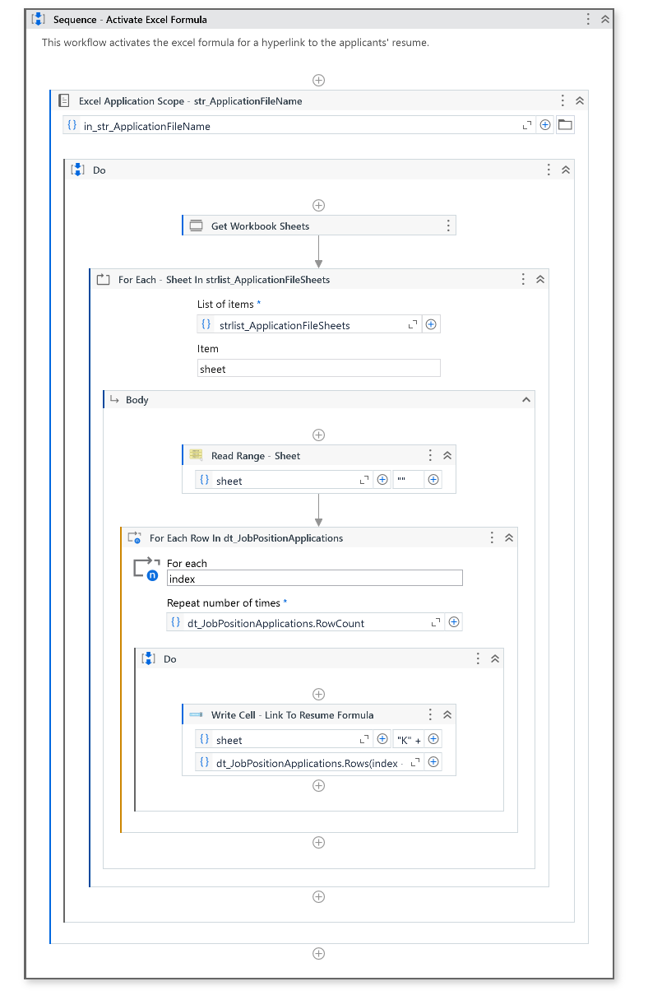 Sequence - Activate Excel Formula
This workflow activates the excel formula for a hyperlink to the applicants' resume.
Excel Application Scope - str_ApplicationFileName
{} in_str_ApplicationFileName
Do
Get Workbook Sheets
For Each - Sheet In strlist_ApplicationFileSheets
List of items *
{} strlist_ApplicationFileSheets
Item
sheet
Body
Read Range - Sheet
{} sheet ""
For Each Row In dt_JobPositionApplications
n
For each
index
Repeat number of times *
{} dt_JobPositionApplications.RowCount
Do
Write Cell - Link To Resume Formula
{} sheet "K" +
{} dt_JobPositionApplications.Rows(index -